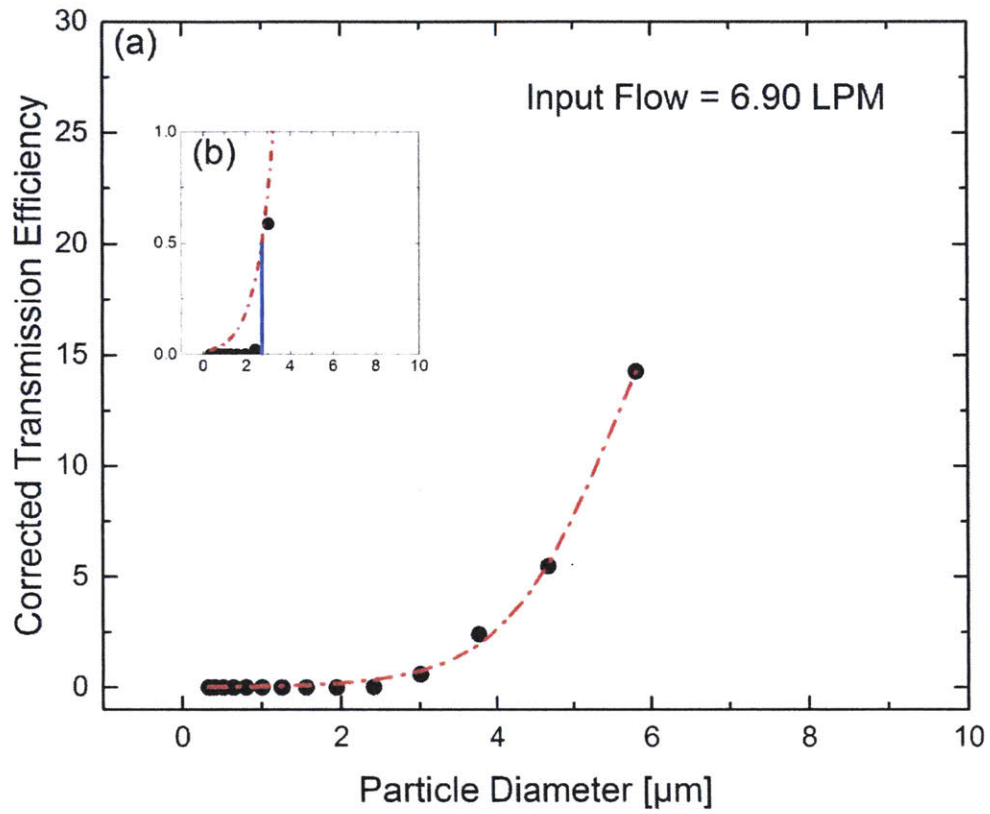 (a)
Input Flow = 6.90 LPM
(b)
1.0
0.5
0.0
0 2 4 6 8 10
30
25
20
15
10
5
0
0 2 4 6 8 10
Corrected Transmission Efficiency
Particle Diameter [µm]